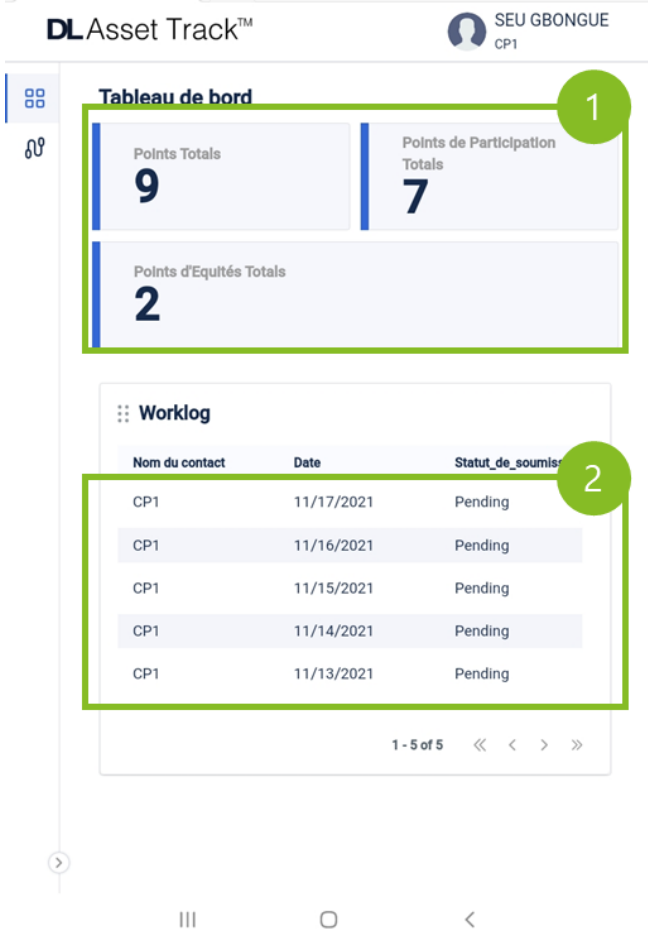 DL Asset Track™
SEU GBONGUE
CP1
Tableau de bord
1
Points Totals
9
Points de Participation
Totals
7
Points d'Equités Totals
2
Worklog
Nom du contact Date Statut_de_soumiss
2
CP1 11/17/2021 Pending
CP1 11/16/2021 Pending
CP1 11/15/2021 Pending
CP1 11/14/2021 Pending
CP1 11/13/2021 Pending
1 - 5 of 5